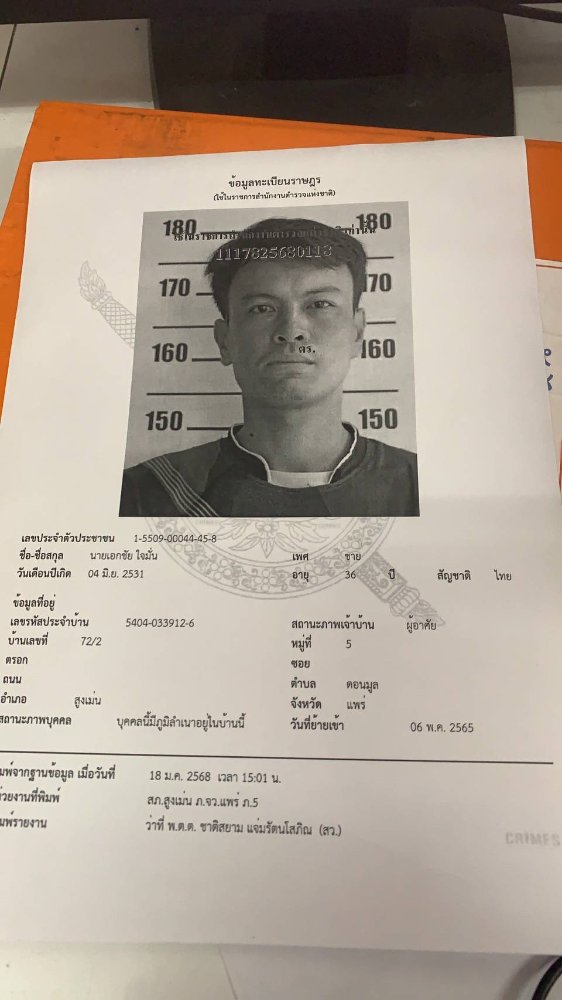 ข้อมูลทะเบียนราษฎร
(ใช้ในราชการสำนักงานตำรวจแห่งชาติ)
180 180
ใช้ในราชการสำนักงานตำรวจแห่งชาติเท่านั้น
1117825680118
170 170
ตร.
160 160
150 150
เลขประจำตัวประชาชน 1-5509-00044-45-8
ชื่อ-ชื่อสกุล นายเอกชัย ใจมั่น เพศ ชาย
วันเดือนปีเกิด 04 มิ.ย. 2531 อายุ 36 ปี สัญชาติ ไทย
ข้อมูลที่อยู่
เลขรหัสประจำบ้าน 5404-033912-6 สถานะภาพเจ้าบ้าน ผู้อาศัย
บ้านเลขที่ 72/2 หมู่ที่ 5
ตรอก ซอย
ถนน ตำบล ดอนมูล
อำเภอ สูงเม่น จังหวัด แพร่
สถานะภาพบุคคล บุคคลนี้มีภูมิลำเนาอยู่ในบ้านนี้ วันที่ย้ายเข้า 06 พ.ค. 2565
มพ์จากฐานข้อมูล เมื่อวันที่ 18 ม.ค. 2568 เวลา 15:01 น.
่วยงานที่พิมพ์ สภ.สูงเม่น ภ.จว.แพร่ ภ.5
มพ์รายงาน ว่าที่ พ.ต.ต. ชาติสยาม แจ่มรัตนโสภิณ (สว.)
CRIMES